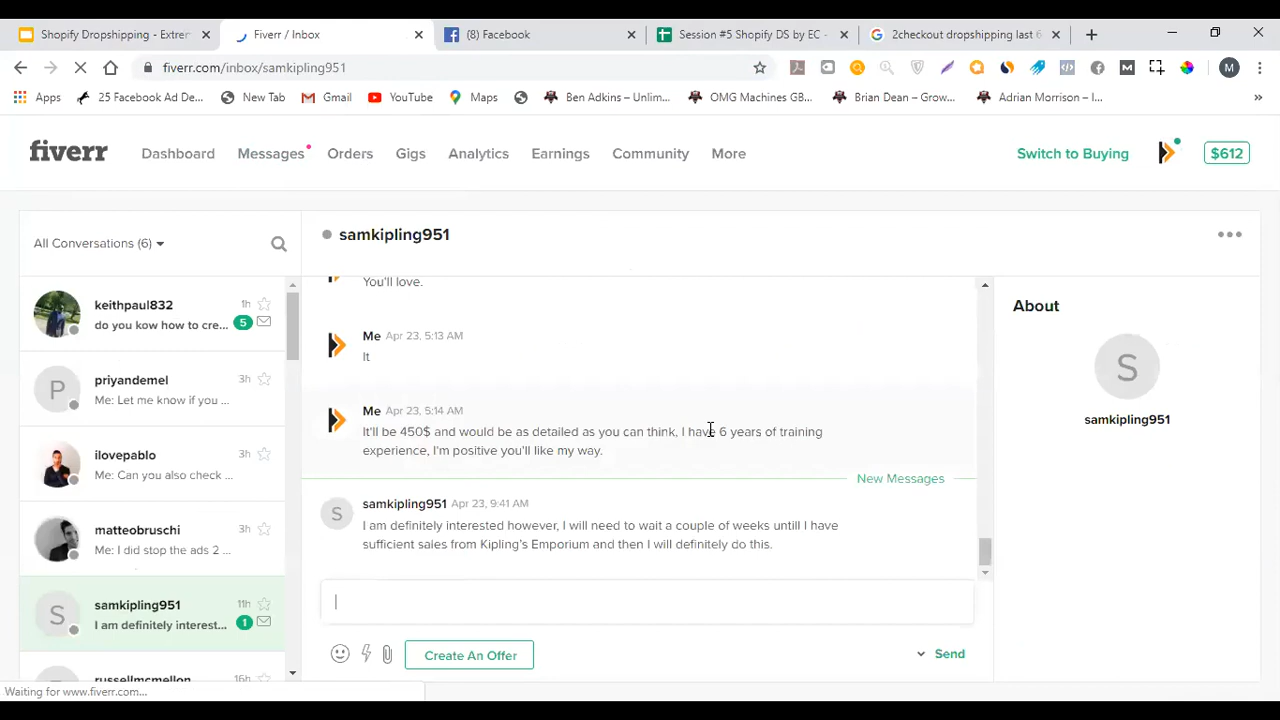 Shopify Dropshipping - Extrem
Fiverr / Inbox
(8) Facebook
Session #5 Shopify DS by EC -
2checkout dropshipping last 6
fiverr.com/inbox/samkipling951
M
Apps
25 Facebook Ad De...
New Tab
Gmail
YouTube
Maps
Ben Adkins – Unlim...
OMG Machines GB...
Brian Dean – Grow...
Adrian Morrison – I...
»
fiverr
Dashboard
Messages
Orders
Gigs
Analytics
Earnings
Community
More
Switch to Buying
$612
All Conversations (6)
samkipling951
keithpaul832
1h
do you kow how to cre...
5
P
priyandemel
3h
Me: Let me know if you ...
ilovepablo
3h
Me: Can you also check ...
matteobruschi
3h
Me: I did stop the ads 2 ...
S
samkipling951
11h
I am definitely interest...
1
russellmcmellon
16h
You'll love.
Me Apr 23, 5:13 AM
It
Me Apr 23, 5:14 AM
It'll be 450$ and would be as detailed as you can think, I have 6 years of training
experience, I'm positive you'll like my way.
New Messages
S
samkipling951 Apr 23, 9:41 AM
I am definitely interested however, I will need to wait a couple of weeks untill I have
sufficient sales from Kipling's Emporium and then I will definitely do this.
Create An Offer
Send
About
S
samkipling951
Waiting for www.fiverr.com...